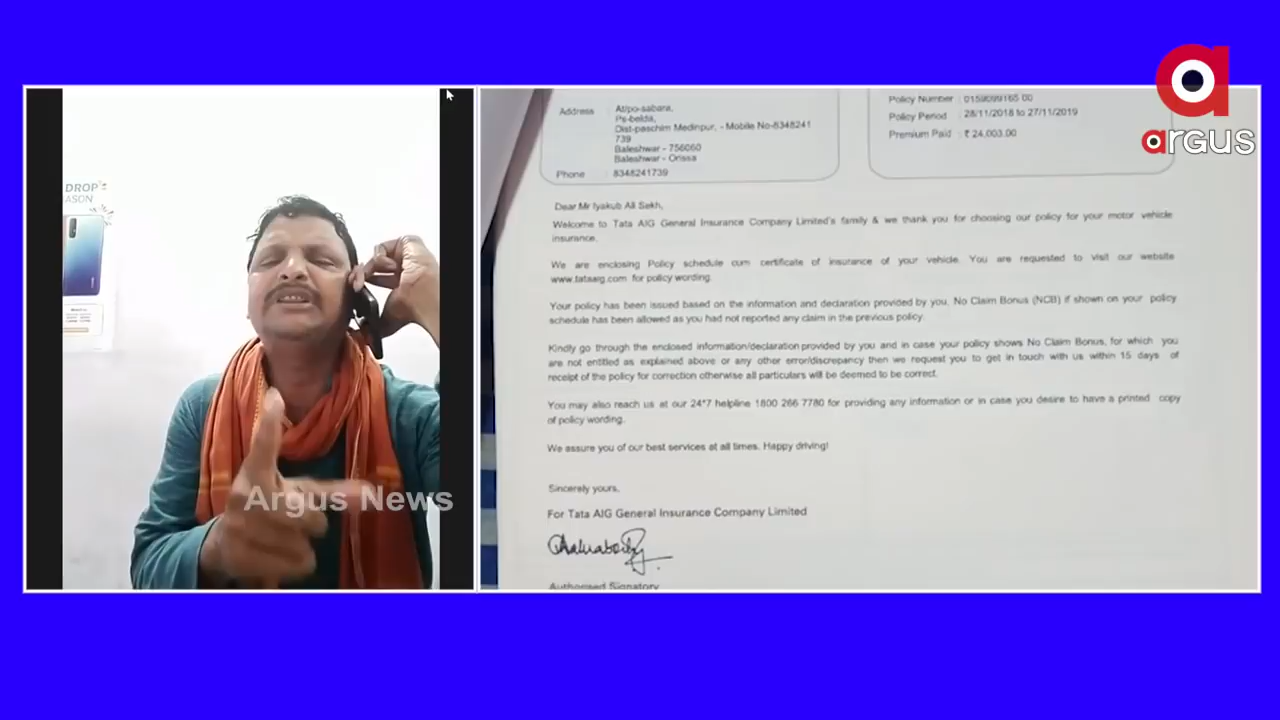 DROP
ASON
Argus News
argus
Address : At/po-sabara,
Ps-belda,
Dist-paschim Medinpur, - Mobile No-8348241
739
Baleshwar - 756060
Baleshwar - Orissa
Phone : 8348241739
Policy Number : 0159099165 00
Policy Period : 28/11/2018 to 27/11/2019
Premium Paid : ₹ 24,003.00
Dear Mr Iyakub Ali Sekh,
Welcome to Tata AIG General Insurance Company Limited's family & we thank you for choosing our policy for your motor vehicle
insurance.
We are enclosing Policy schedule cum certificate of insurance of your vehicle. You are requested to visit our website
www.tataaig.com for policy wording.
Your policy has been issued based on the information and declaration provided by you. No Claim Bonus (NCB) if shown on your policy
schedule has been allowed as you had not reported any claim in the previous policy.
Kindly go through the enclosed information/declaration provided by you and in case your policy shows No Claim Bonus, for which you
are not entitled as explained above or any other error/discrepancy then we request you to get in touch with us within 15 days of
receipt of the policy for correction otherwise all particulars will be deemed to be correct.
You may also reach us at our 24*7 helpline 1800 266 7780 for providing any information or in case you desire to have a printed copy
of policy wording.
We assure you of our best services at all times. Happy driving!
Sincerely yours,
For Tata AIG General Insurance Company Limited
Authorised Signatory